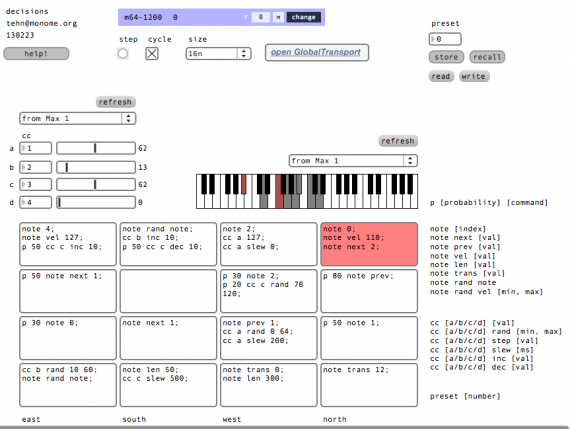 decisions
tehn@monome.org
130223
help!
m64-1200 0 r 0 m change
step cycle size
16n
open GlobalTransport
preset
0
store recall
read write
refresh
from Max 1
cc
a 1 62
b 2 13
c 3 62
d 4 0
refresh
from Max 1
p [probability] [command]
note 4;
note vel 127;
p 50 cc c inc 10;
note rand note;
cc b inc 10;
p 50 cc c dec 10;
note 2;
cc a 127;
cc a slew 0;
note 0;
note vel 110;
note next 2;
p 50 note next 1;
p 30 note 2;
p 20 cc c rand 70
120;
p 80 note prev;
p 30 note 0;
note next 1;
note prev 1;
cc a rand 0 64;
cc a slew 200;
p 50 note 1;
cc b rand 10 60;
note rand note;
note len 50;
cc c slew 500;
note trans 0;
note len 300;
note trans 12;
east south west north
note [index]
note next [val]
note prev [val]
note vel [val]
note len [val]
note trans [val]
note rand note
note rand vel [min, max]
cc [a/b/c/d] [val]
cc [a/b/c/d] rand [min, max]
cc [a/b/c/d] step [val]
cc [a/b/c/d] slew [ms]
cc [a/b/c/d] inc [val]
cc [a/b/c/d] dec [val]
preset [number]